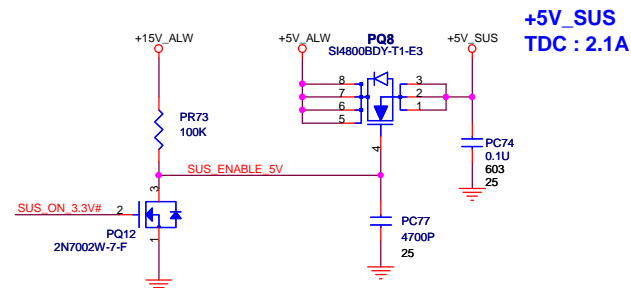 +5V_SUS
TDC : 2.1A
+15V_ALW
+5V_ALW
PQ8
SI4800BDY-T1-E3
+5V_SUS
8
7
6
5
3
2
1
4
PR73
100K
PC74
0.1U
603
25
SUS_ENABLE_5V
3
SUS_ON_3.3V#
2
1
PQ12
2N7002W-7-F
PC77
4700P
25